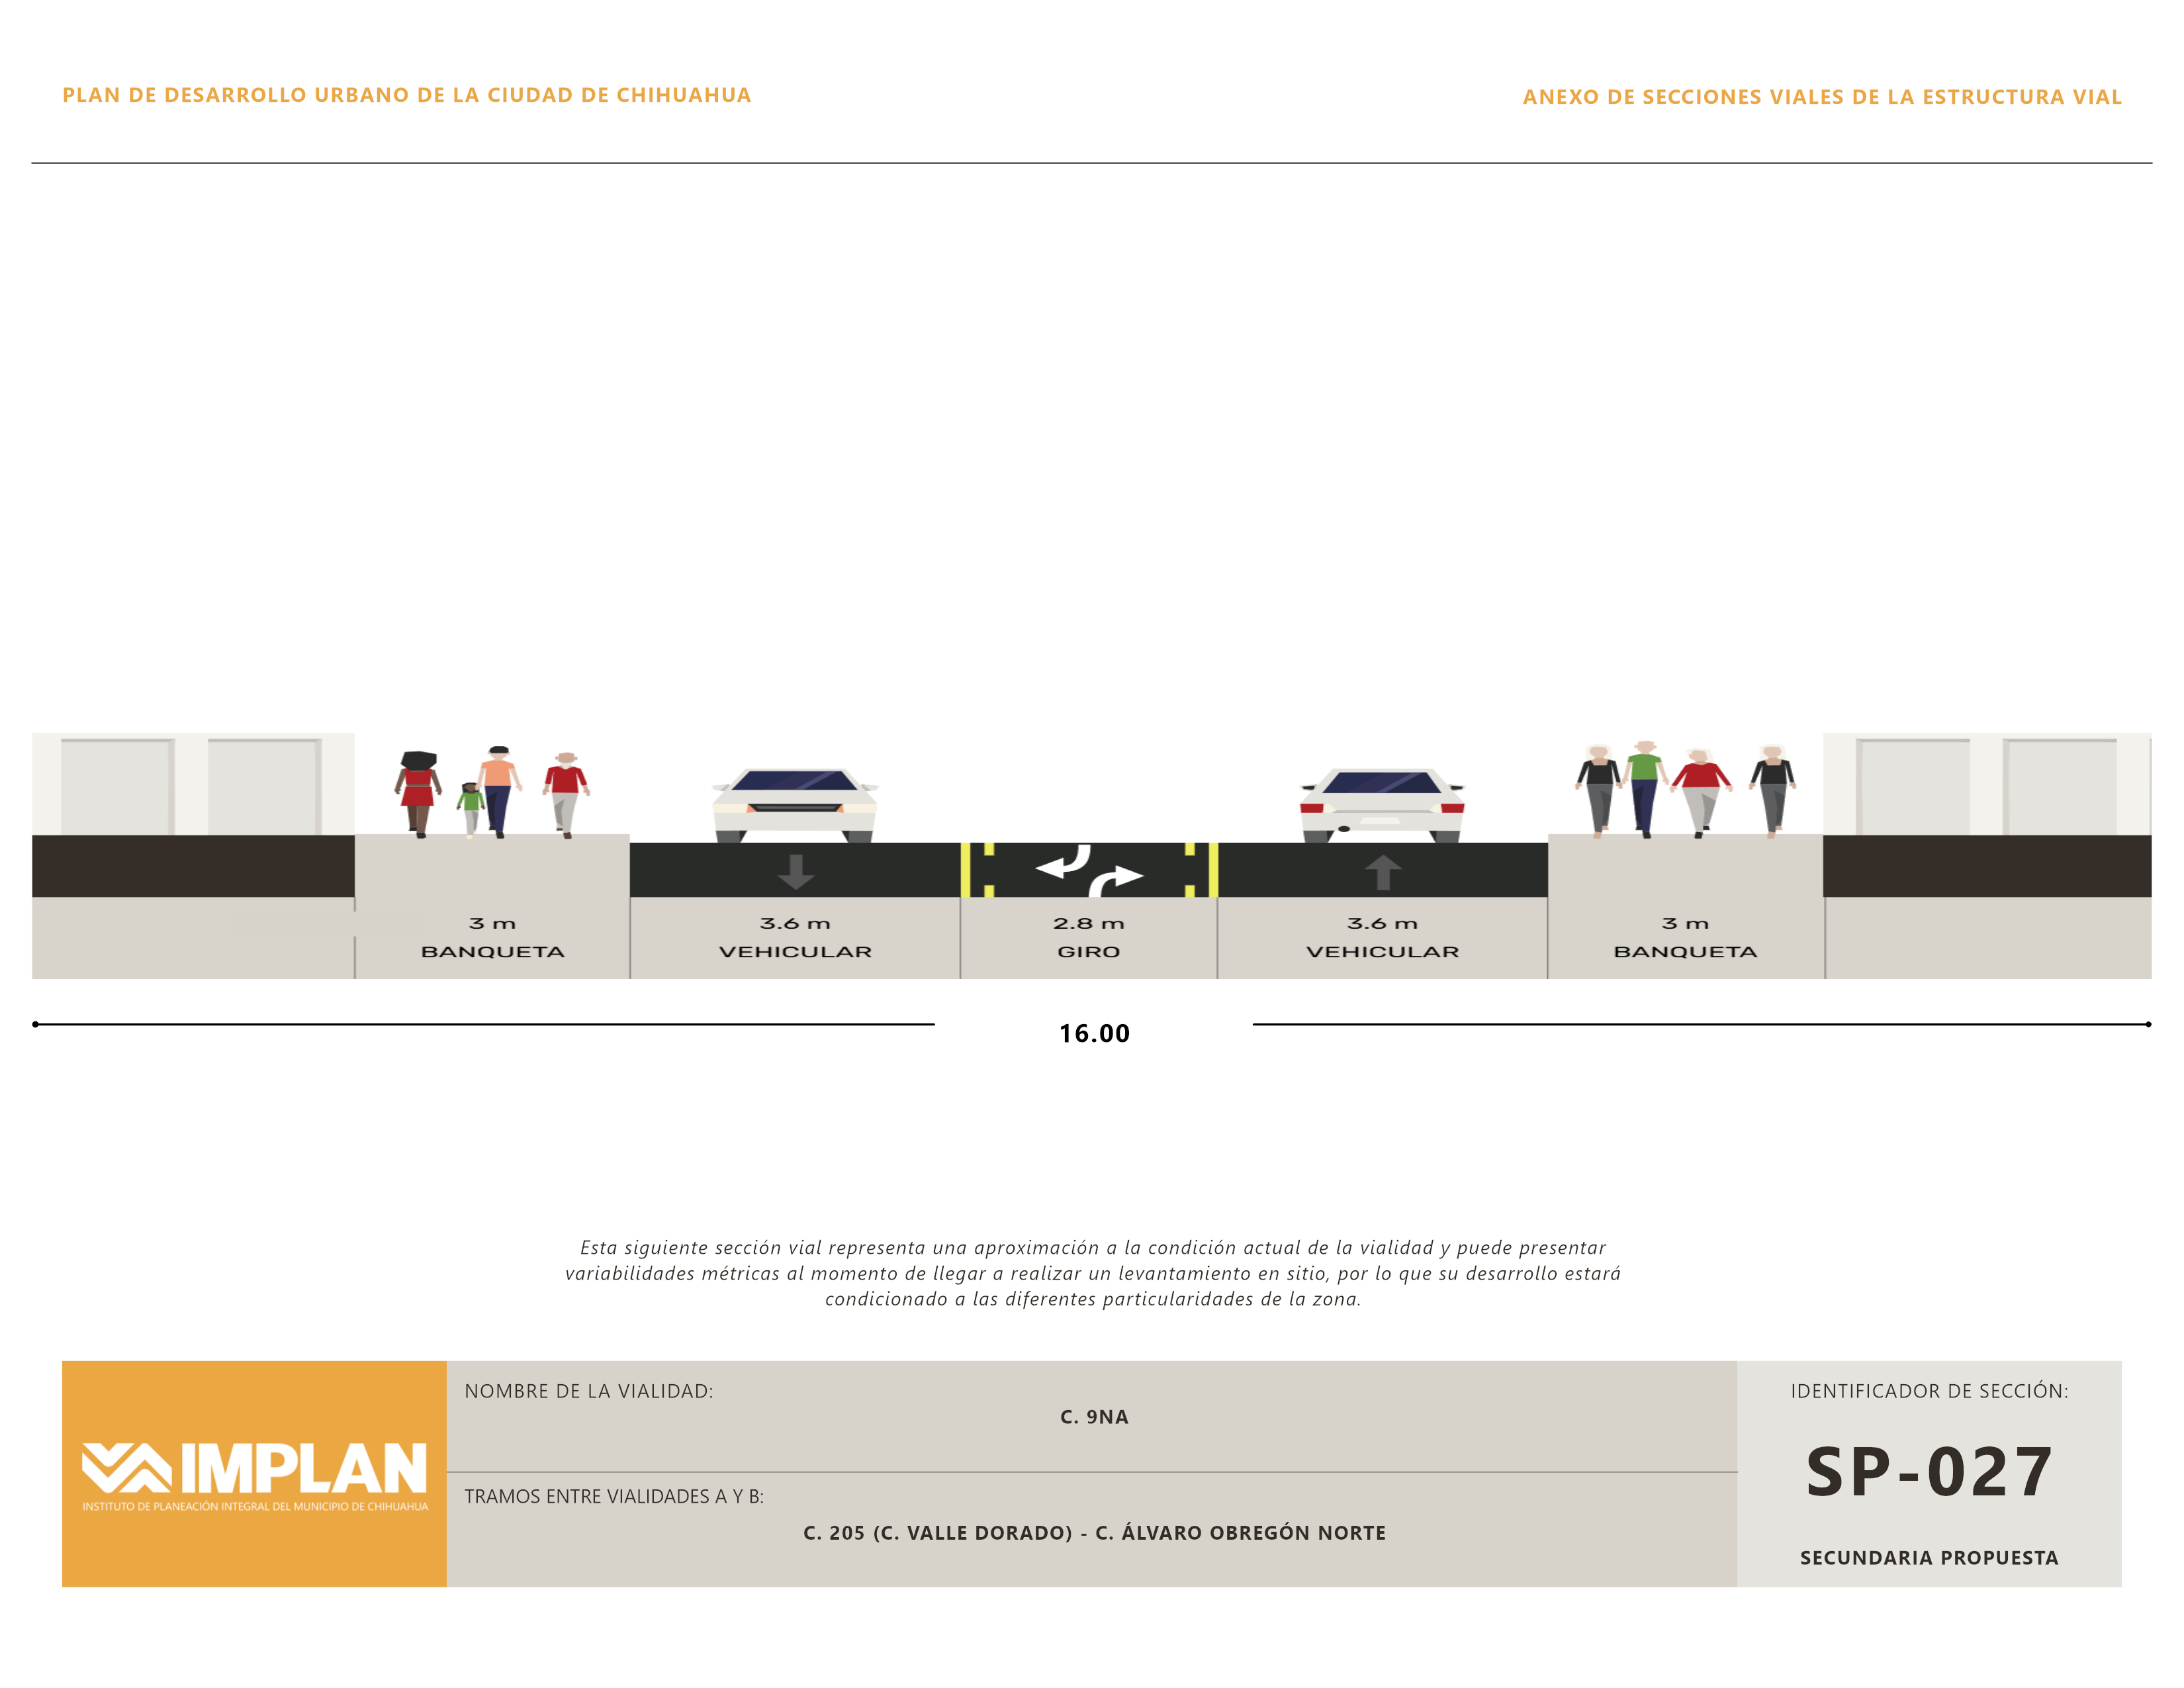 PLAN DE DESARROLLO URBANO DE LA CIUDAD DE CHIHUAHUA
ANEXO DE SECCIONES VIALES DE LA ESTRUCTURA VIAL
3 m
BANQUETA
3.6 m
VEHICULAR
2.8 m
GIRO
3.6 m
VEHICULAR
3 m
BANQUETA
16.00
Esta siguiente sección vial representa una aproximación a la condición actual de la vialidad y puede presentar
variabilidades métricas al momento de llegar a realizar un levantamiento en sitio, por lo que su desarrollo estará
condicionado a las diferentes particularidades de la zona.
IMPLAN
INSTITUTO DE PLANEACIÓN INTEGRAL DEL MUNICIPIO DE CHIHUAHUA
NOMBRE DE LA VIALIDAD:
C. 9NA
TRAMOS ENTRE VIALIDADES A Y B:
C. 205 (C. VALLE DORADO) - C. ÁLVARO OBREGÓN NORTE
IDENTIFICADOR DE SECCIÓN:
SP-027
SECUNDARIA PROPUESTA